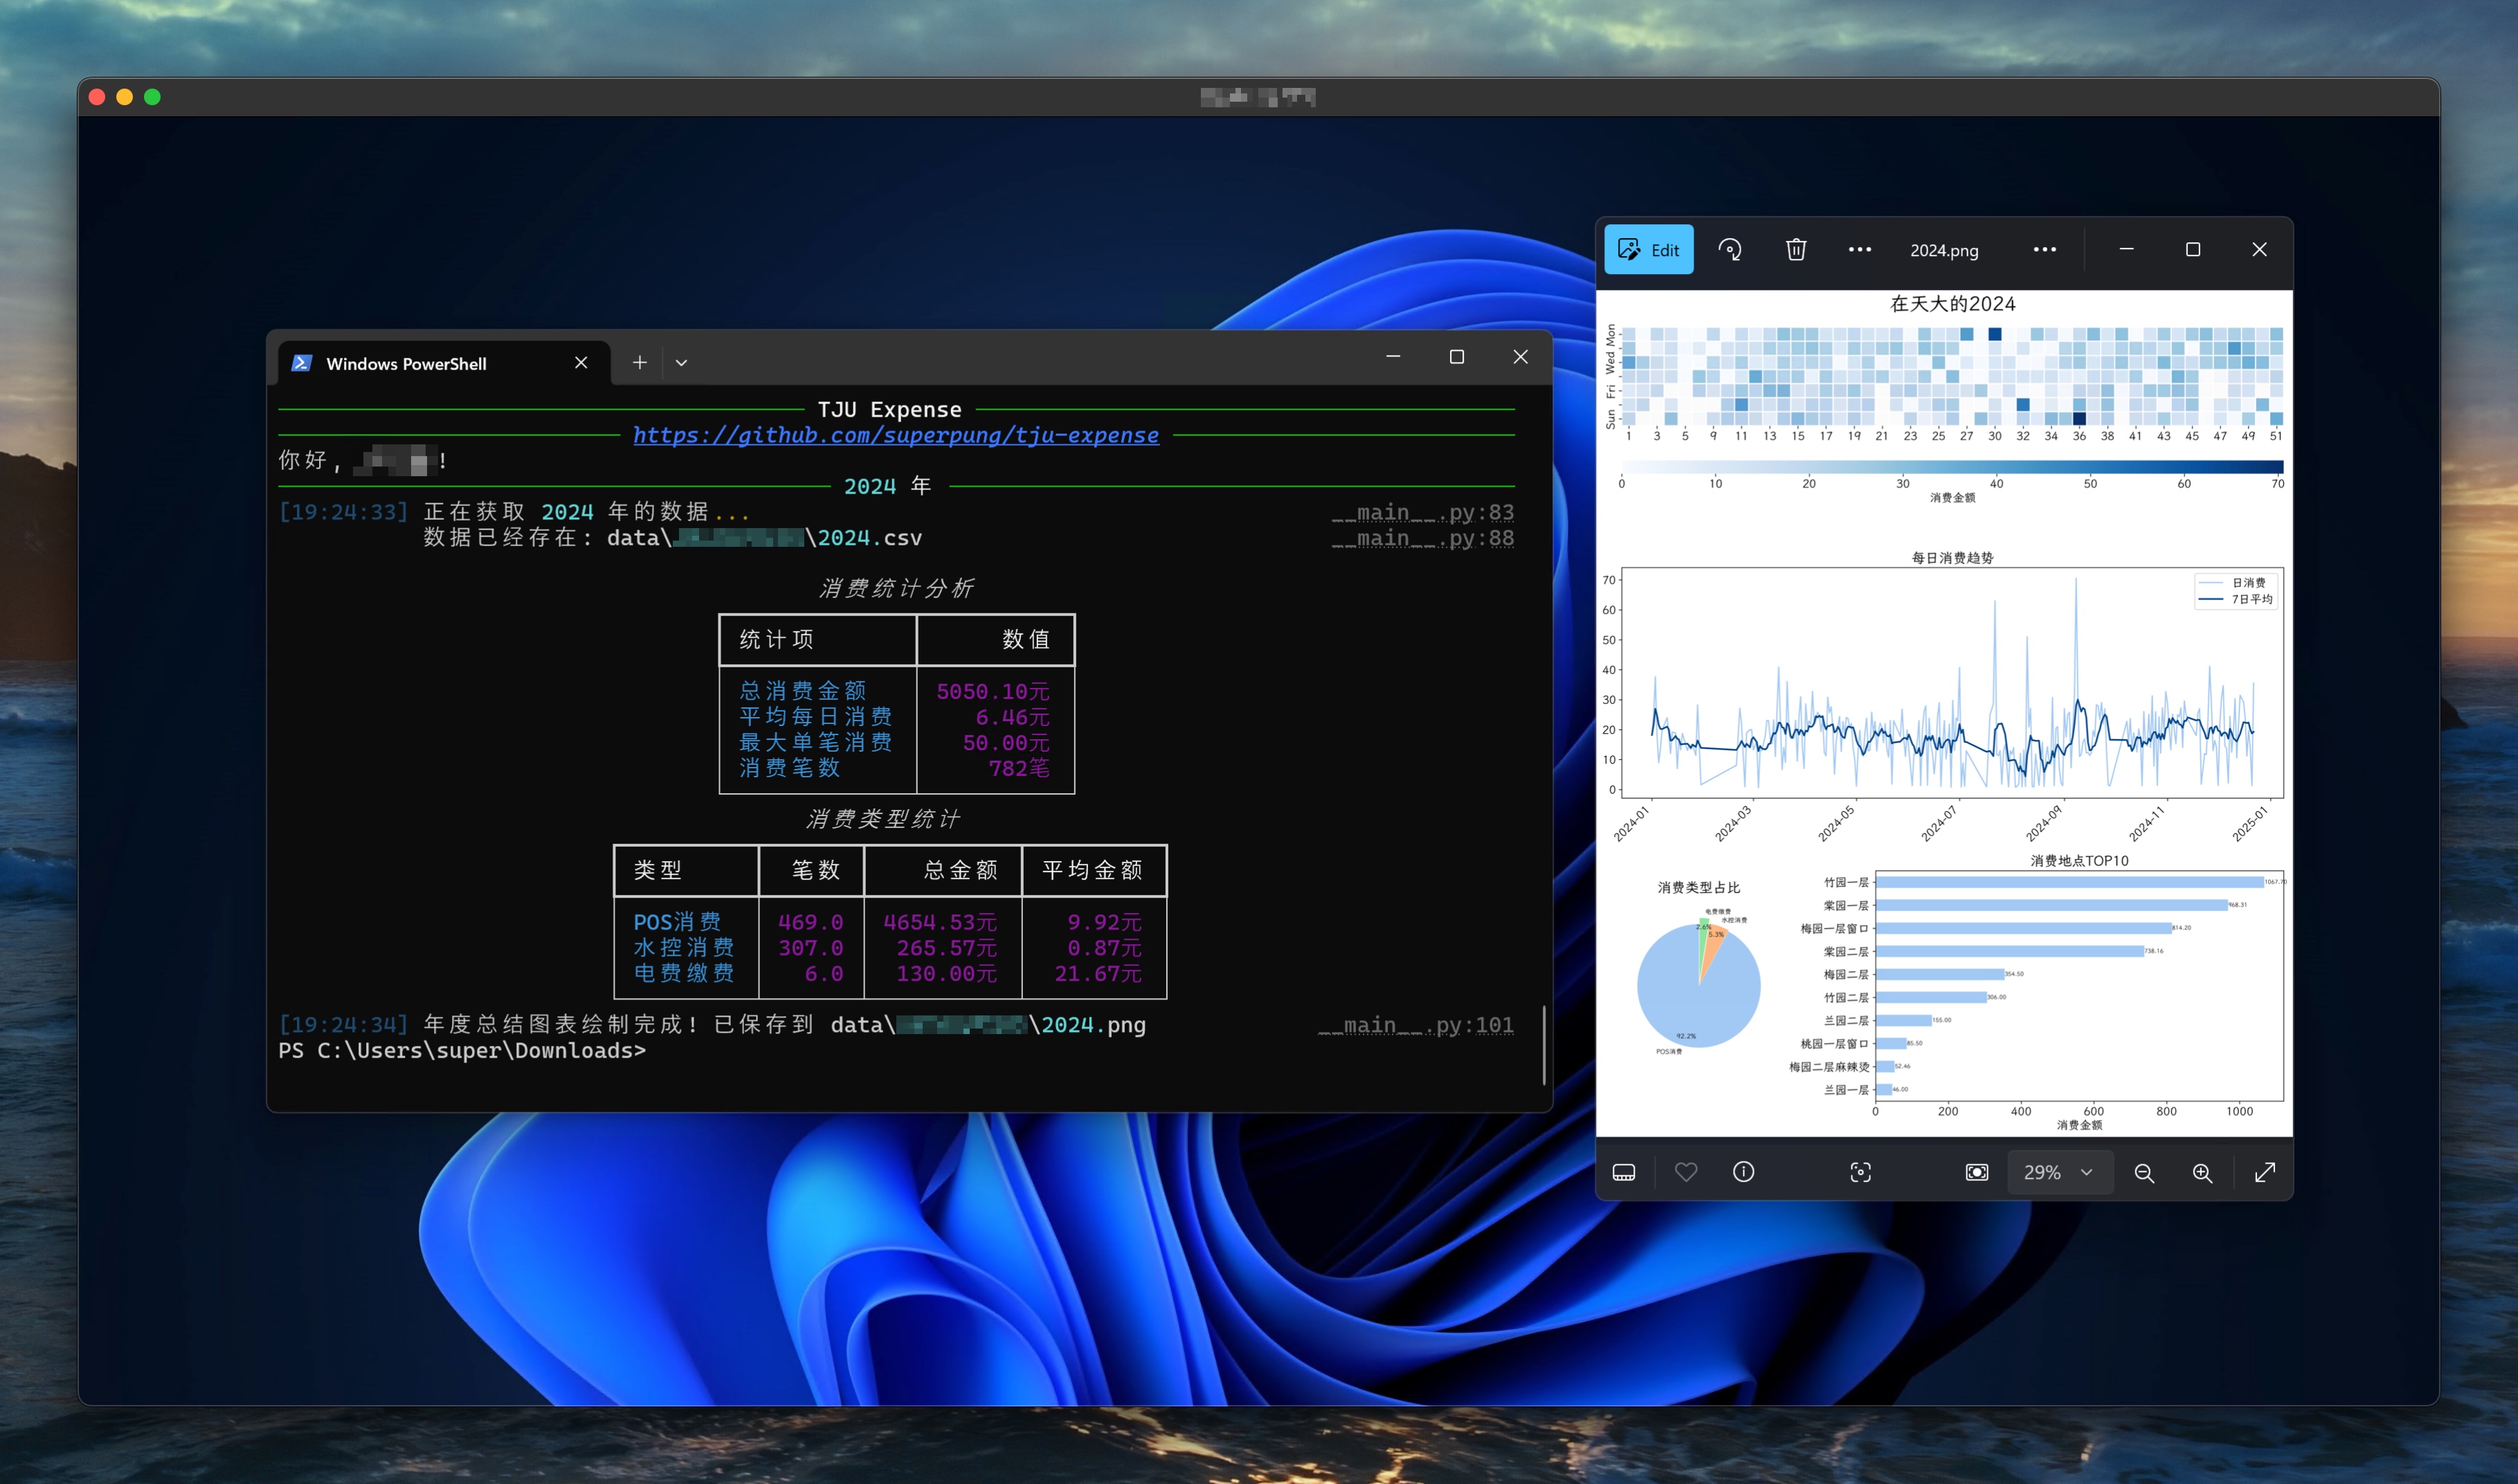 Windows PowerShell
TJU Expense
https://github.com/superpung/tju-expense
你好, !
2024 年
[19:24:33] 正在获取 2024 年的数据... __main__.py:83
数据已经存在: data\ \2024.csv __main__.py:88
消费统计分析
统计项 数值
总消费金额 5050.10元
平均每日消费 6.46元
最大单笔消费 50.00元
消费笔数 782笔
消费类型统计
类型 笔数 总金额 平均金额
POS消费 469.0 4654.53元 9.92元
水控消费 307.0 265.57元 0.87元
电费缴费 6.0 130.00元 21.67元
[19:24:34] 年度总结图表绘制完成! 已保存到 data\ \2024.png __main__.py:101
PS C:\Users\super\Downloads>
Edit 2024.png
在天大的2024
Mon
Wed
Fri
Sun
1 3 5 9 11 13 15 17 19 21 23 25 27 30 32 34 36 38 41 43 45 47 49 51
0 10 20 30 40 50 60 70
消费金额
每日消费趋势
日消费
7日平均
70
60
50
40
30
20
10
0
2024-01 2024-03 2024-05 2024-07 2024-09 2024-11 2025-01
消费类型占比
电费缴费
水控消费
2.6%
5.3%
92.2%
POS消费
消费地点TOP10
竹园一层 1067.70
棠园一层 968.31
梅园一层窗口 814.20
棠园二层 738.16
梅园二层 354.50
竹园二层 306.00
兰园二层 155.00
桃园一层窗口 85.50
梅园二层麻辣烫 52.46
兰园一层 46.00
0 200 400 600 800 1000
消费金额
29%